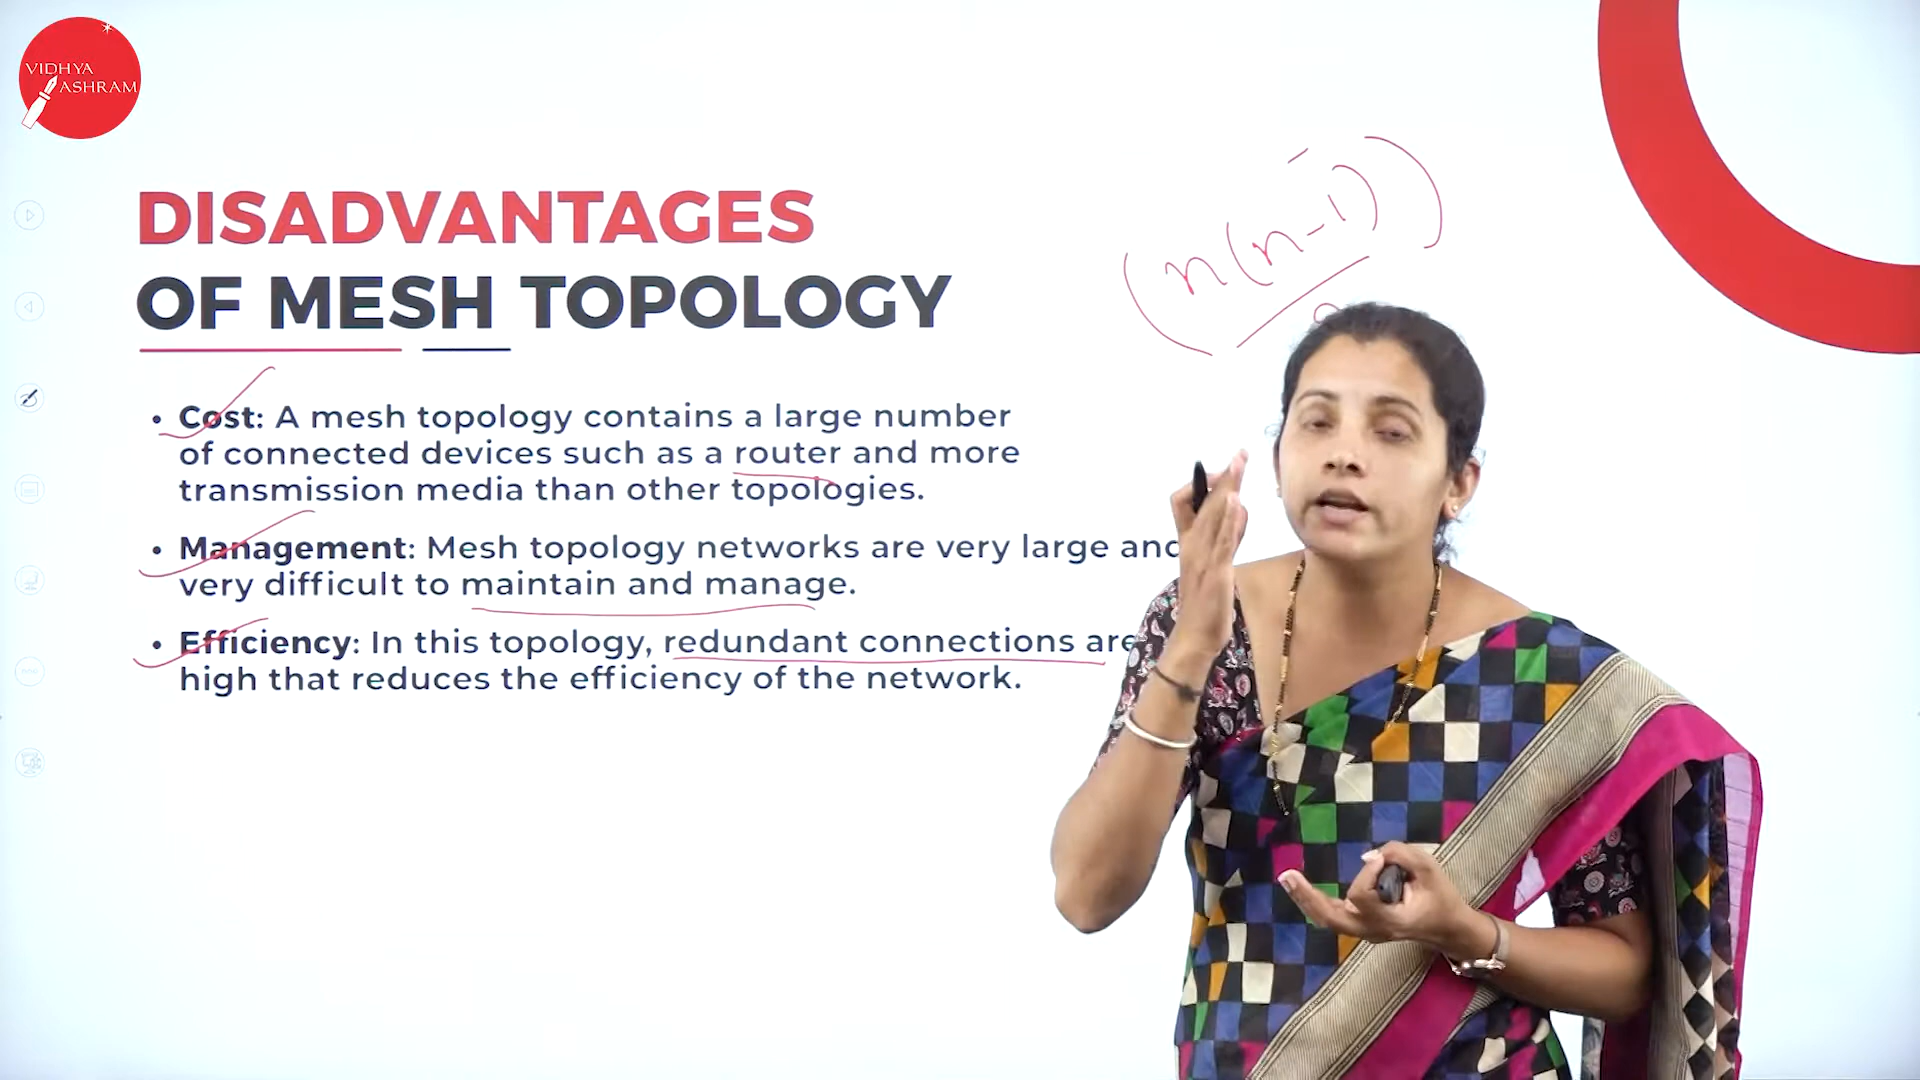 VIDHYA
ASHRAM
DISADVANTAGES
OF MESH TOPOLOGY
(n(n-1))
• Cost: A mesh topology contains a large number
of connected devices such as a router and more
transmission media than other topologies.
• Management: Mesh topology networks are very large and
very difficult to maintain and manage.
• Efficiency: In this topology, redundant connections are
high that reduces the efficiency of the network.